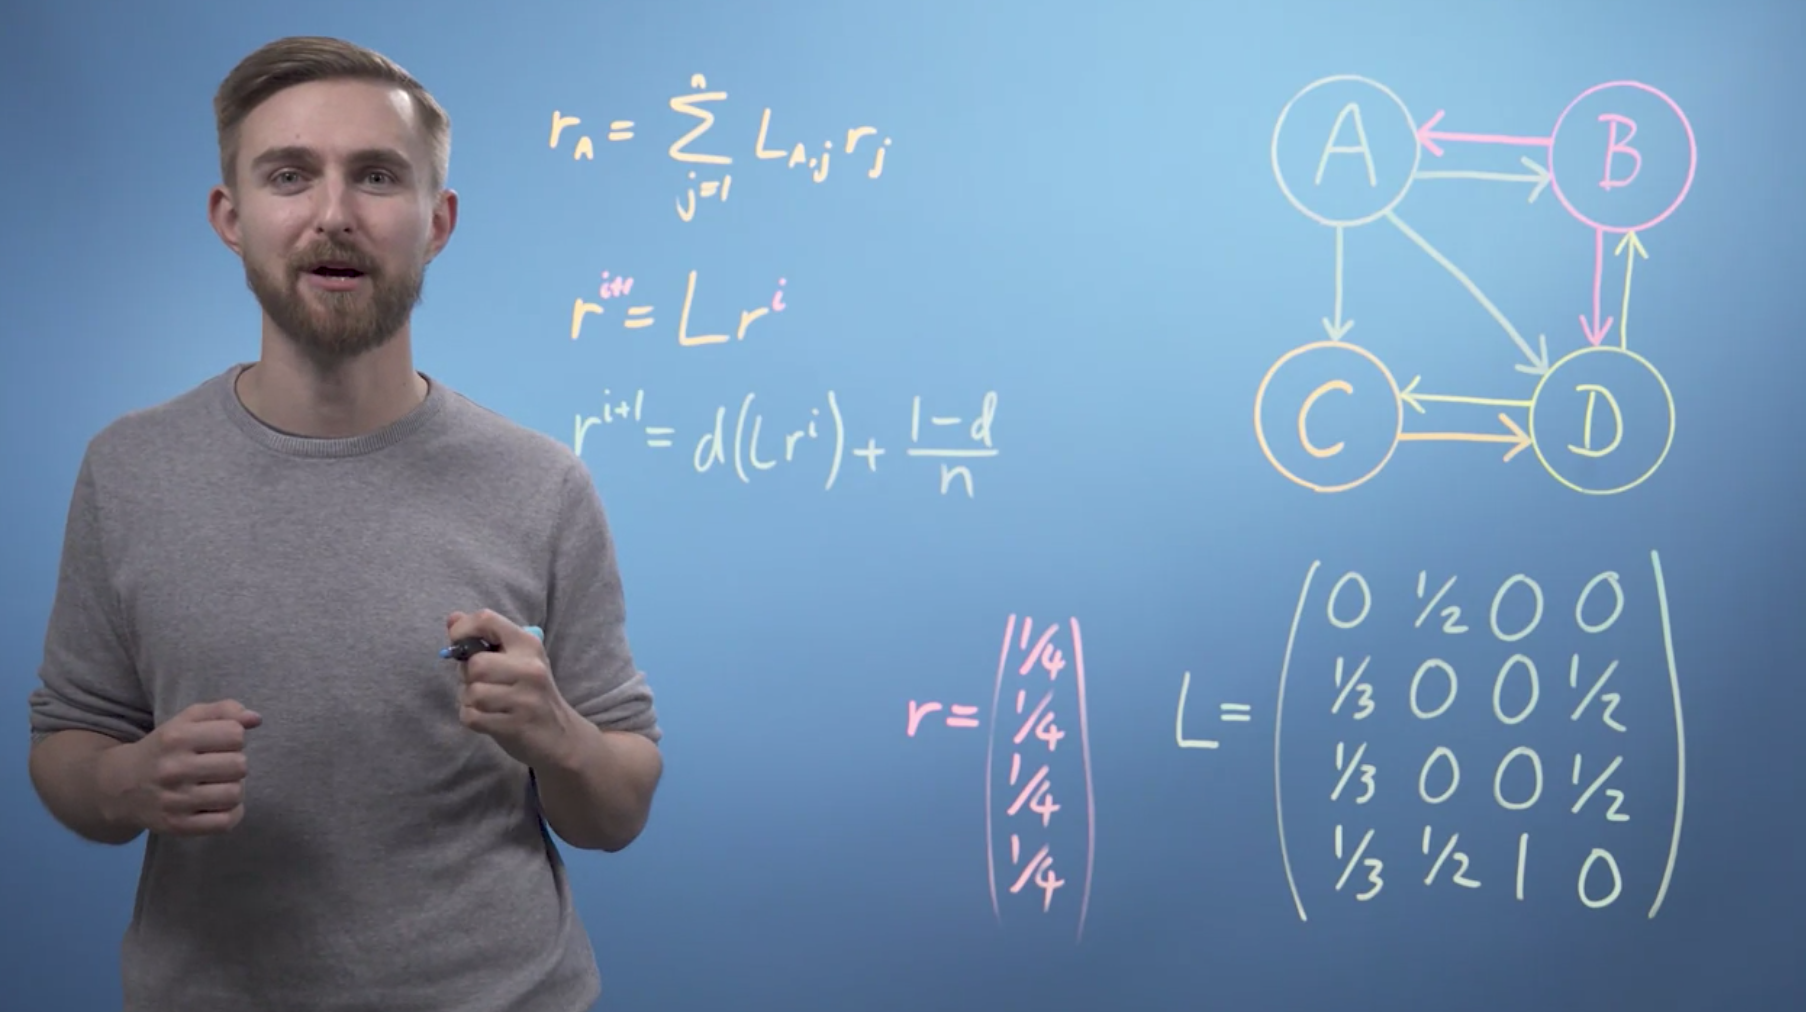 r_A = \sum_{j=1}^{n} L_{A,j} r_j
r^{i+1} = L r^i
r^{i+1} = d(L r^i) + \frac{1-d}{n}
A B
C D
r = (1/4
1/4
1/4
1/4)
L = (0 1/2 0 0
1/3 0 0 1/2
1/3 0 0 1/2
1/3 1/2 1 0)